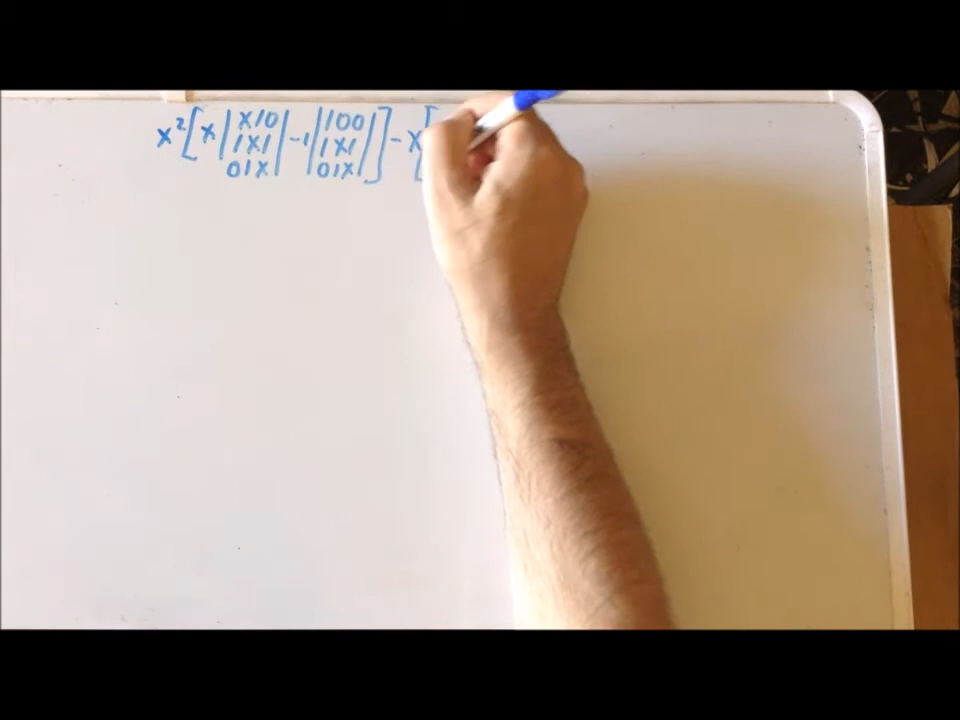 x² [ x | x 1 0 | - 1 | 1 0 0 | ] - x [
1 x 1 | 1 x 1
0 1 x | 0 1 x